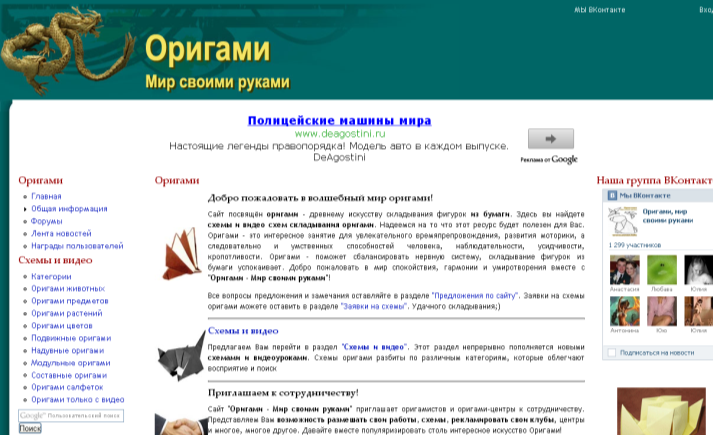 Мы ВКонтакте
Вход
Оригами
Мир своими руками
Полицейские машины мира
www.deagostini.ru
Настоящие легенды правопорядка! Модель авто в каждом выпуске.
DeAgostini
Реклама от Google
Оригами
Главная
Общая информация
Форумы
Лента новостей
Награды пользователей
Схемы и видео
Категории
Оригами животных
Оригами предметов
Оригами растений
Оригами цветов
Подвижные оригами
Надувные оригами
Модульные оригами
Составные оригами
Оригами салфеток
Оригами только с видео
Google Пользовательский поиск
Поиск
Оригами
Добро пожаловать в волшебный мир оригами!
Сайт посвящён оригами - древнему искусству складывания фигурок из бумаги. Здесь вы найдете
схемы и видео схем складывания оригами. Надеемся на то что этот ресурс будет полезен для Вас.
Оригами - это интересное занятие для увлекательного времяпрепровождения, развития моторики, а
следовательно и умственных способностей человека, наблюдательности, усидчивости,
кропотливости. Оригами - поможет сбалансировать нервную систему, складывание фигурок из
бумаги успокаивает. Добро пожаловать в мир спокойствия, гармонии и умиротворения вместе с
"Оригами - Мир своими руками"!
Все вопросы предложения и замечания оставляйте в разделе "Предложения по сайту". Заявки на схемы
оригами можете оставить в разделе "Заявки на схемы". Удачного складывания;)
Схемы и видео
Предлагаем Вам перейти в раздел "Схемы и видео". Этот раздел непрерывно пополняется новыми
схемами и видеоуроками. Схемы оригами разбиты по различным категориям, которые облегчают
восприятие и поиск
Приглашаем к сотрудничеству!
Сайт "Оригами - Мир своими руками" приглашает оригамистов и оригами-центры к сотрудничеству.
Представляем Вам возможность размещать свои работы, схемы, рекламировать свои клубы, центры
и многое, многое другое. Давайте вместе популяризировать столь интересное искусство Оригами!
Наша группа ВКонтакте
Мы ВКонтакте
Оригами, мир
своими руками
1 299 участников
Анастасия Любава Юлия
Антонина Юко Юлия
Подписаться на новости